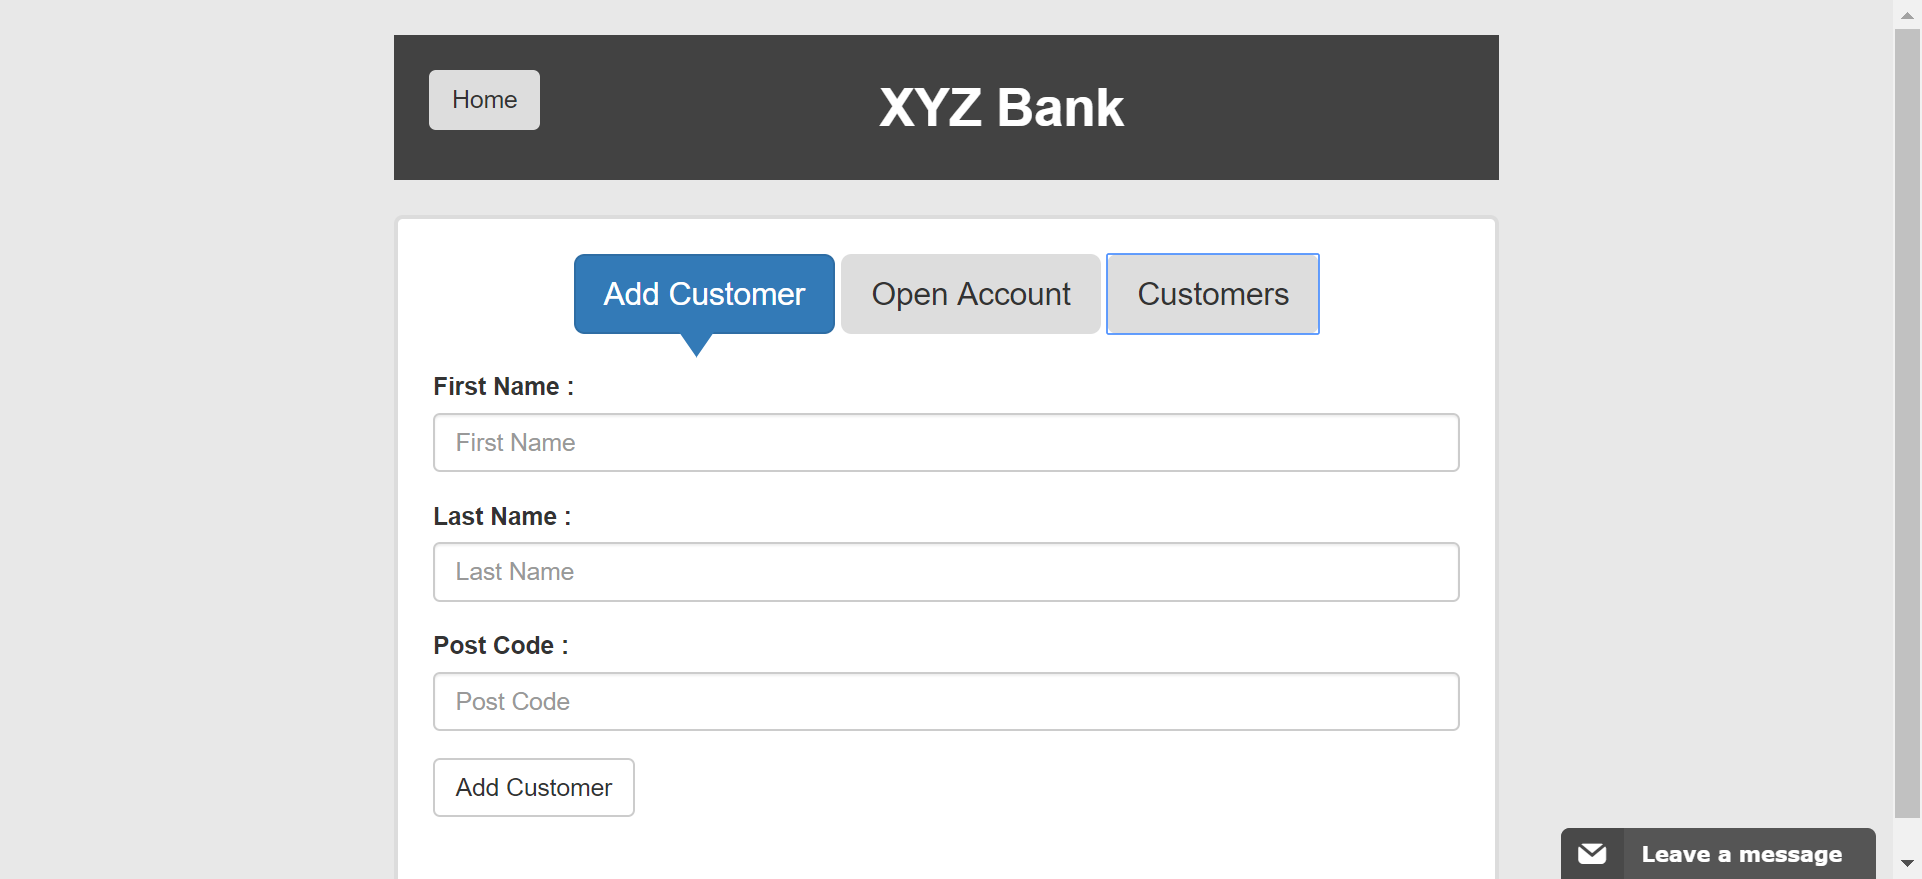 Home
XYZ Bank
Add Customer
Open Account
Customers
First Name :
First Name
Last Name :
Last Name
Post Code :
Post Code
Add Customer
Leave a message